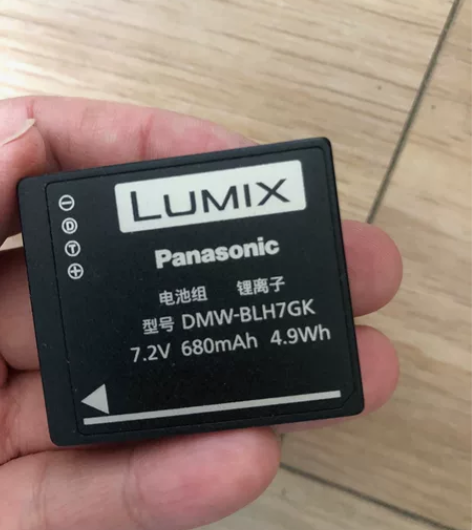 LUMIX
Panasonic
电池组 锂离子
型号 DMW-BLH7GK
7.2V 680mAh 4.9Wh
D
T